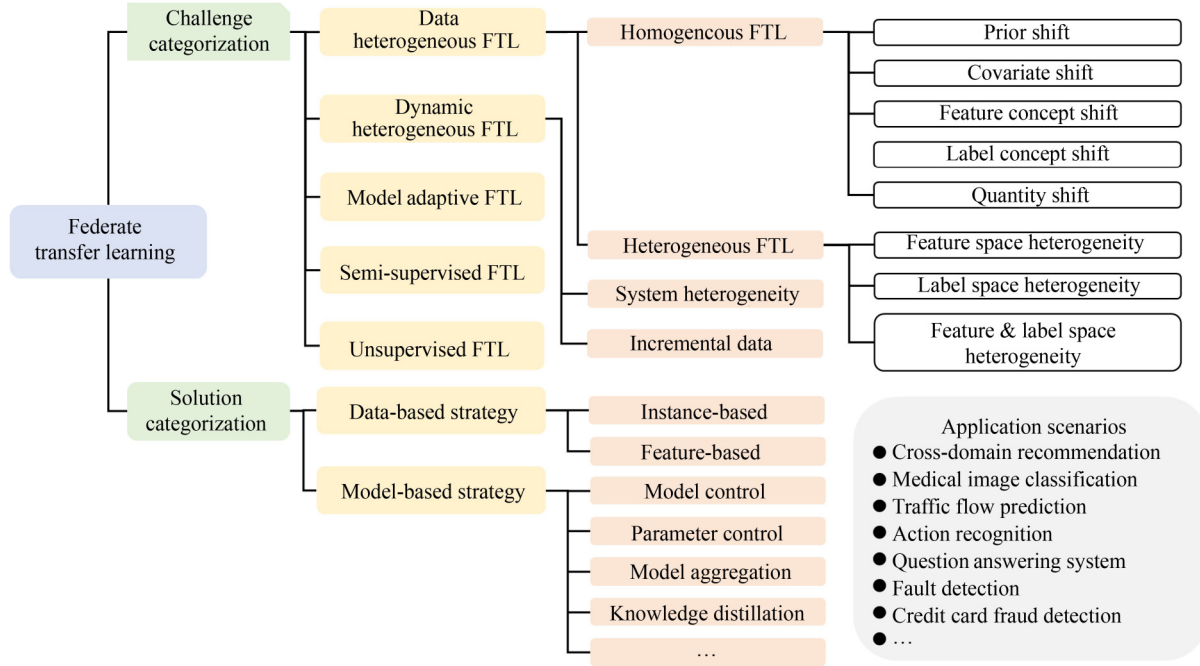 Challenge
categorization
Data
heterogeneous FTL
Homogencous FTL
Prior shift
Covariate shift
Dynamic
heterogeneous FTL
Feature concept shift
Label concept shift
Model adaptive FTL
Quantity shift
Federate
transfer learning
Heterogeneous FTL
Feature space heterogeneity
Semi-supervised FTL
System heterogeneity
Label space heterogeneity
Unsupervised FTL
Incremental data
Feature & label space
heterogeneity
Solution
categorization
Data-based strategy
Instance-based
Feature-based
Model-based strategy
Model control
Parameter control
Model aggregation
Knowledge distillation
…
Application scenarios
● Cross-domain recommendation
● Medical image classification
● Traffic flow prediction
● Action recognition
● Question answering system
● Fault detection
● Credit card fraud detection
● …